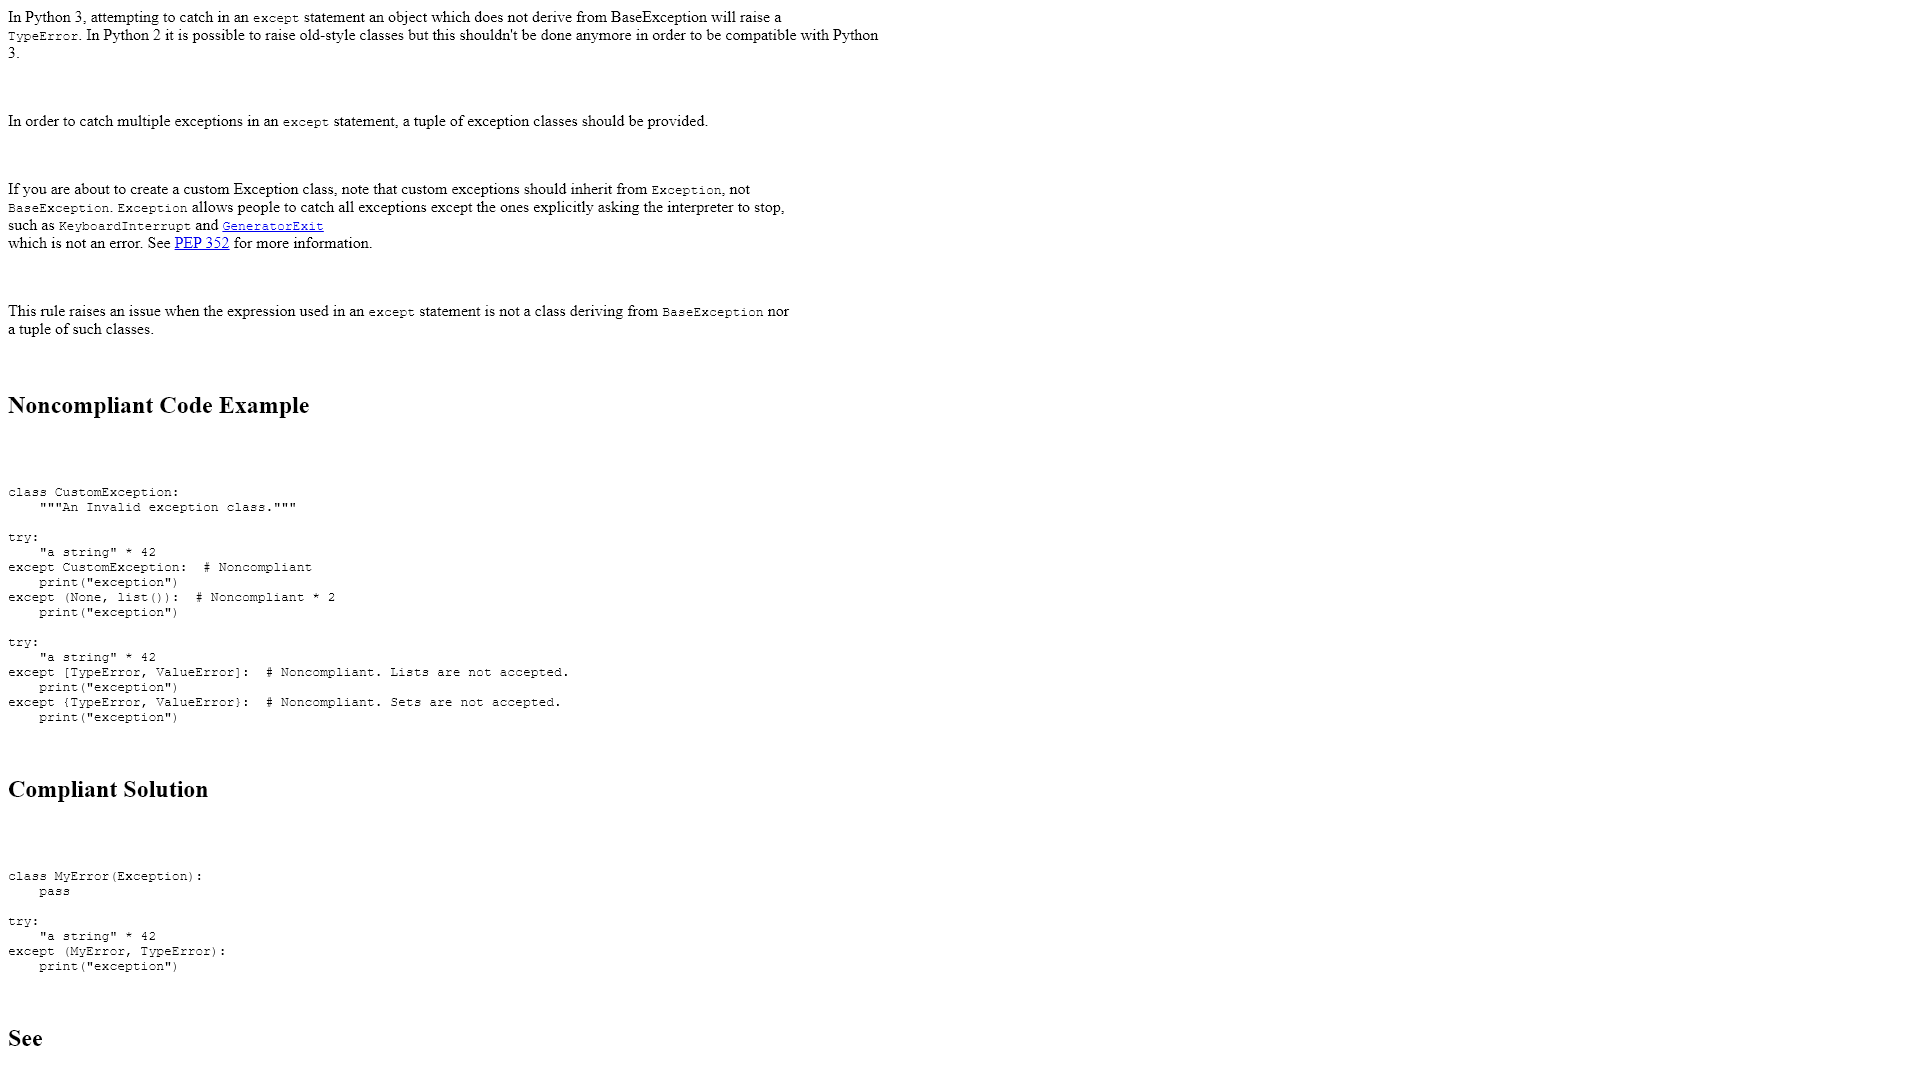 In Python 3, attempting to catch in an except statement an object which does not derive from BaseException will raise a
TypeError. In Python 2 it is possible to raise old-style classes but this shouldn't be done anymore in order to be compatible with Python
3.
In order to catch multiple exceptions in an except statement, a tuple of exception classes should be provided.
If you are about to create a custom Exception class, note that custom exceptions should inherit from Exception, not
BaseException. Exception allows people to catch all exceptions except the ones explicitly asking the interpreter to stop,
such as KeyboardInterrupt and GeneratorExit
which is not an error. See PEP 352 for more information.
This rule raises an issue when the expression used in an except statement is not a class deriving from BaseException nor
a tuple of such classes.
Noncompliant Code Example
class CustomException:
    """An Invalid exception class."""
try:
    "a string" * 42
except CustomException:  # Noncompliant
    print("exception")
except (None, list()):  # Noncompliant * 2
    print("exception")
try:
    "a string" * 42
except [TypeError, ValueError]:  # Noncompliant. Lists are not accepted.
    print("exception")
except {TypeError, ValueError}:  # Noncompliant. Sets are not accepted.
    print("exception")
Compliant Solution
class MyError(Exception):
    pass
try:
    "a string" * 42
except (MyError, TypeError):
    print("exception")
See